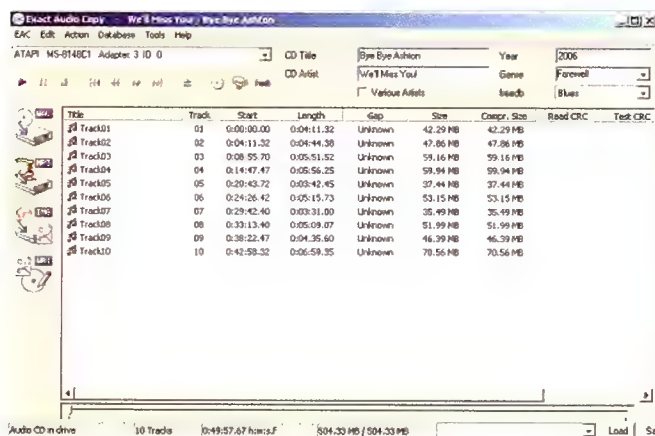 Exact Audio Copy - We'll Miss You! - Bye Bye Ashton
EAC Edit Action Database Tools Help
ATAPI MS-8148C1 Adapter: 3 ID: 0
CD Title Bye Bye Ashton Year 2006
CD Artist We'll Miss You! Genre Farewell
Various Artists freedb Blues
Title Track Start Length Gap Size Compr. Size Read CRC Test CRC
Track01 01 0:00:00.00 0:04:11.32 Unknown 42.29 MB 42.29 MB
Track02 02 0:04:11.32 0:04:44.38 Unknown 47.86 MB 47.86 MB
Track03 03 0:08:55.70 0:05:51.52 Unknown 59.16 MB 59.16 MB
Track04 04 0:14:47.47 0:05:56.25 Unknown 59.94 MB 59.94 MB
Track05 05 0:20:43.72 0:03:42.45 Unknown 37.44 MB 37.44 MB
Track06 06 0:24:26.42 0:05:15.73 Unknown 53.15 MB 53.15 MB
Track07 07 0:29:42.40 0:03:31.00 Unknown 35.49 MB 35.49 MB
Track08 08 0:33:13.40 0:05:09.07 Unknown 51.99 MB 51.99 MB
Track09 09 0:38:22.47 0:04:35.60 Unknown 46.39 MB 46.39 MB
Track10 10 0:42:58.32 0:06:59.35 Unknown 70.56 MB 70.56 MB
Audio CD in drive 10 Tracks 0:49:57.67 h:m:s.f 504.33 MB / 504.33 MB Load